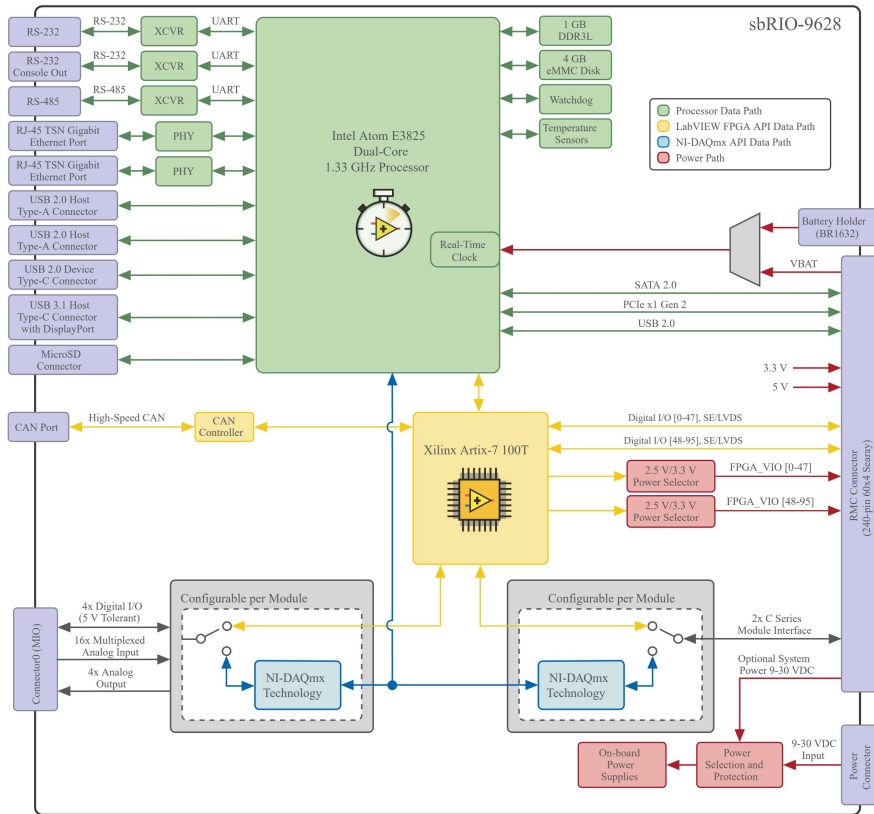 sbRIO-9628
RS-232
RS-232
XCVR
UART
RS-232
Console Out
RS-232
XCVR
UART
RS-485
RS-485
XCVR
UART
RJ-45 TSN Gigabit
Ethernet Port
PHY
RJ-45 TSN Gigabit
Ethernet Port
PHY
USB 2.0 Host
Type-A Connector
USB 2.0 Host
Type-A Connector
USB 2.0 Device
Type-C Connector
USB 3.1 Host
Type-C Connector
with DisplayPort
MicroSD
Connector
Intel Atom E3825
Dual-Core
1.33 GHz Processor
Real-Time
Clock
1 GB
DDR3L
4 GB
eMMC Disk
Watchdog
Temperature
Sensors
Processor Data Path
LabVIEW FPGA API Data Path
NI-DAQmx API Data Path
Power Path
Battery Holder
(BR1632)
VBAT
SATA 2.0
PCIe x1 Gen 2
USB 2.0
3.3 V
5 V
RMC Connector
(240-pin 60x4 Searay)
CAN Port
High-Speed CAN
CAN
Controller
Xilinx Artix-7 100T
Digital I/O [0-47], SE/LVDS
Digital I/O [48-95], SE/LVDS
2.5 V/3.3 V
Power Selector
FPGA_VIO [0-47]
2.5 V/3.3 V
Power Selector
FPGA_VIO [48-95]
Connector0 (MIO)
4x Digital I/O
(5 V Tolerant)
16x Multiplexed
Analog Input
4x Analog
Output
Configurable per Module
NI-DAQmx
Technology
Configurable per Module
NI-DAQmx
Technology
2x C Series
Module Interface
Optional System
Power 9-30 VDC
On-board
Power
Supplies
Power
Selection and
Protection
9-30 VDC
Input
Power
Connector